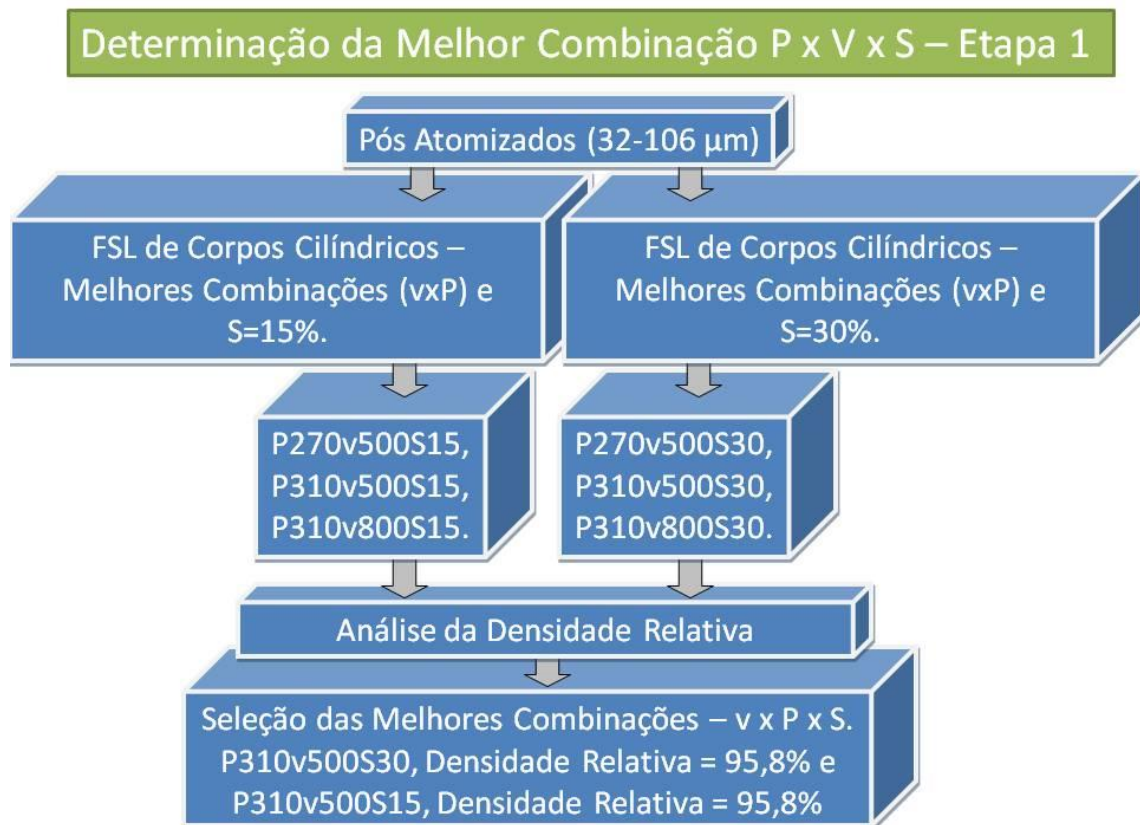 Determinação da Melhor Combinação P x V x S – Etapa 1
Pós Atomizados (32-106 µm)
FSL de Corpos Cilíndricos –
Melhores Combinações (vxP) e
S=15%.
FSL de Corpos Cilíndricos –
Melhores Combinações (vxP) e
S=30%.
P270v500S15,
P310v500S15,
P310v800S15.
P270v500S30,
P310v500S30,
P310v800S30.
Análise da Densidade Relativa
Seleção das Melhores Combinações – v x P x S.
P310v500S30, Densidade Relativa = 95,8% e
P310v500S15, Densidade Relativa = 95,8%